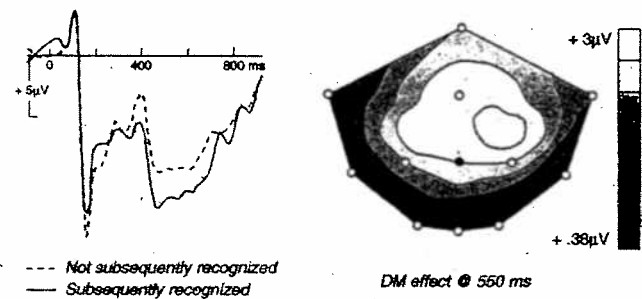 0 400 800 ms
+5μV
--- Not subsequently recognized
— Subsequently recognized
+3μV
+.38μV
DM effect @ 550 ms